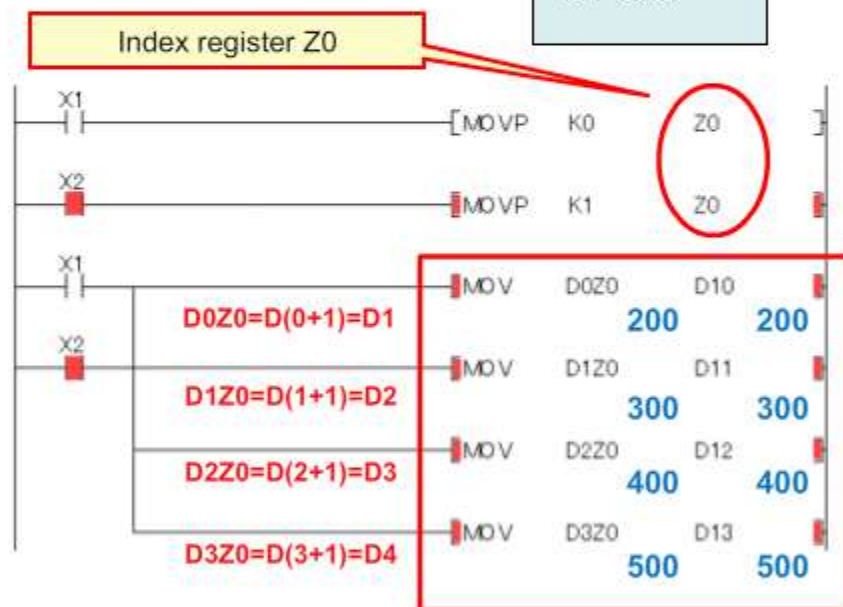 Index register Z0
X1
[MOVP K0 Z0 ]
X2
[MOVP K1 Z0 ]
X1
[MOV D0Z0 D10 ]
D0Z0=D(0+1)=D1
200 200
X2
[MOV D1Z0 D11 ]
D1Z0=D(1+1)=D2
300 300
[MOV D2Z0 D12 ]
D2Z0=D(2+1)=D3
400 400
[MOV D3Z0 D13 ]
D3Z0=D(3+1)=D4
500 500